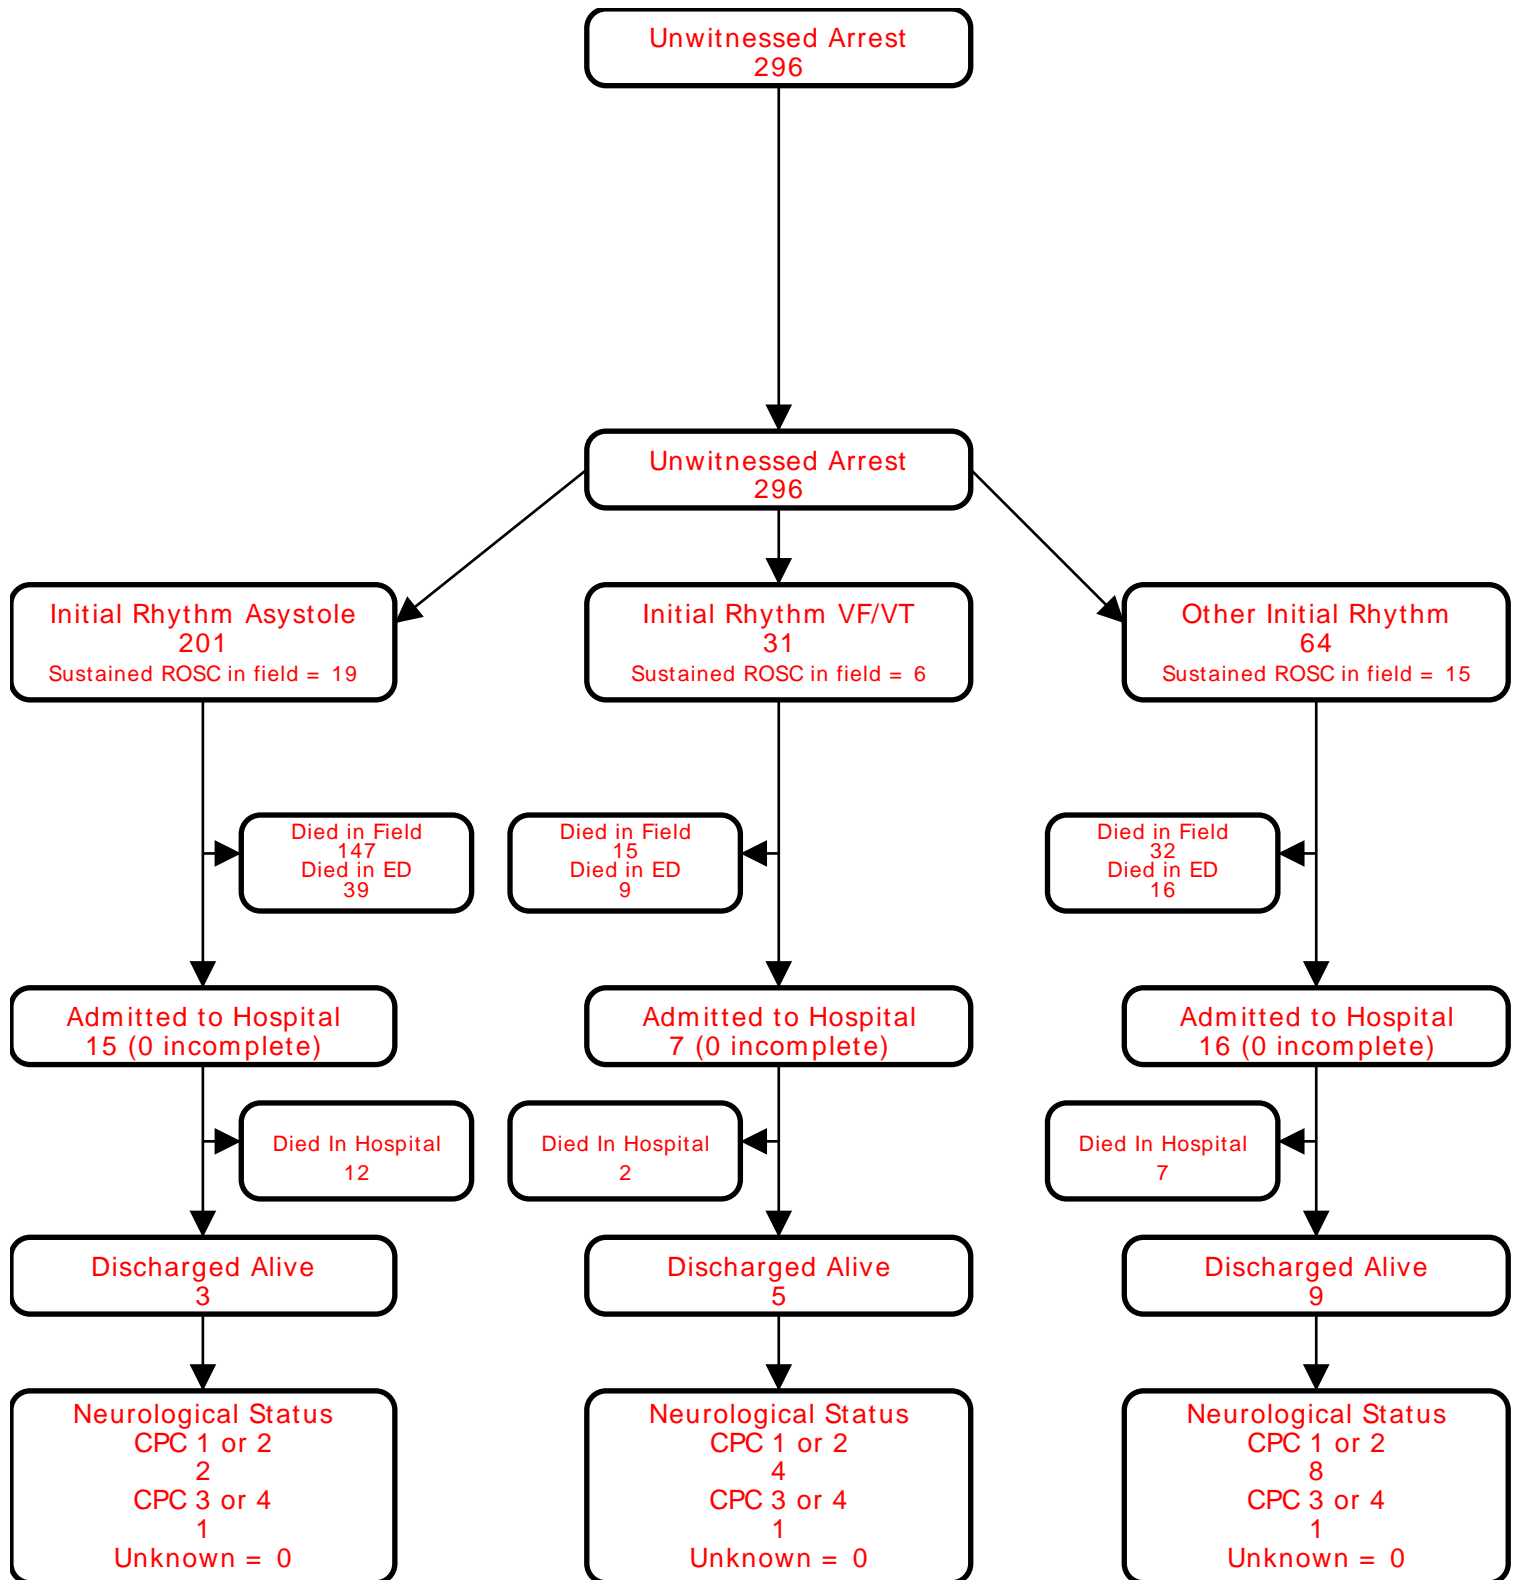 Unwitnessed Arrest
296
Unwitnessed Arrest
296
Initial Rhythm Asystole
201
Sustained ROSC in field = 19
Initial Rhythm VF/VT
31
Sustained ROSC in field = 6
Other Initial Rhythm
64
Sustained ROSC in field = 15
Died in Field
147
Died in ED
39
Died in Field
15
Died in ED
9
Died in Field
32
Died in ED
16
Admitted to Hospital
15 (0 incomplete)
Admitted to Hospital
7 (0 incomplete)
Admitted to Hospital
16 (0 incomplete)
Died In Hospital
12
Died In Hospital
2
Died In Hospital
7
Discharged Alive
3
Discharged Alive
5
Discharged Alive
9
Neurological Status
CPC 1 or 2
2
CPC 3 or 4
1
Unknown = 0
Neurological Status
CPC 1 or 2
4
CPC 3 or 4
1
Unknown = 0
Neurological Status
CPC 1 or 2
8
CPC 3 or 4
1
Unknown = 0